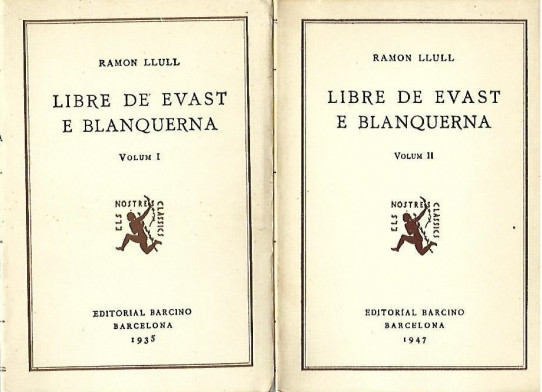 RAMON LLULL
LIBRE DE EVAST
E BLANQUERNA
VOLUM I
ELS NOSTRES CLÀSSICS
EDITORIAL BARCINO
BARCELONA
1935
RAMON LLULL
LIBRE DE EVAST
E BLANQUERNA
VOLUM II
ELS NOSTRES CLÀSSICS
EDITORIAL BARCINO
BARCELONA
1947